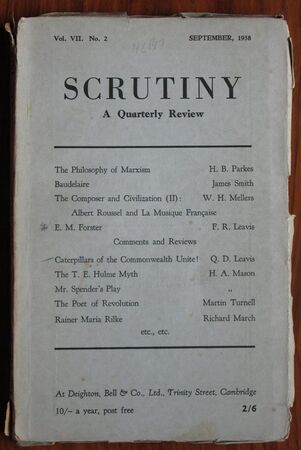 Vol. VII. No. 2 SEPTEMBER, 1938
SCRUTINY
A Quarterly Review
The Philosophy of Marxism H. B. Parkes
Baudelaire James Smith
The Composer and Civilization (II): W. H. Mellers
Albert Roussel and La Musique Française
E. M. Forster F. R. Leavis
Comments and Reviews
Caterpillars of the Commonwealth Unite! Q. D. Leavis
The T. E. Hulme Myth H. A. Mason
Mr. Spender's Play „
The Poet of Revolution Martin Turnell
Rainer Maria Rilke Richard March
etc., etc.
At Deighton, Bell & Co., Ltd., Trinity Street, Cambridge
10/- a year, post free 2/6